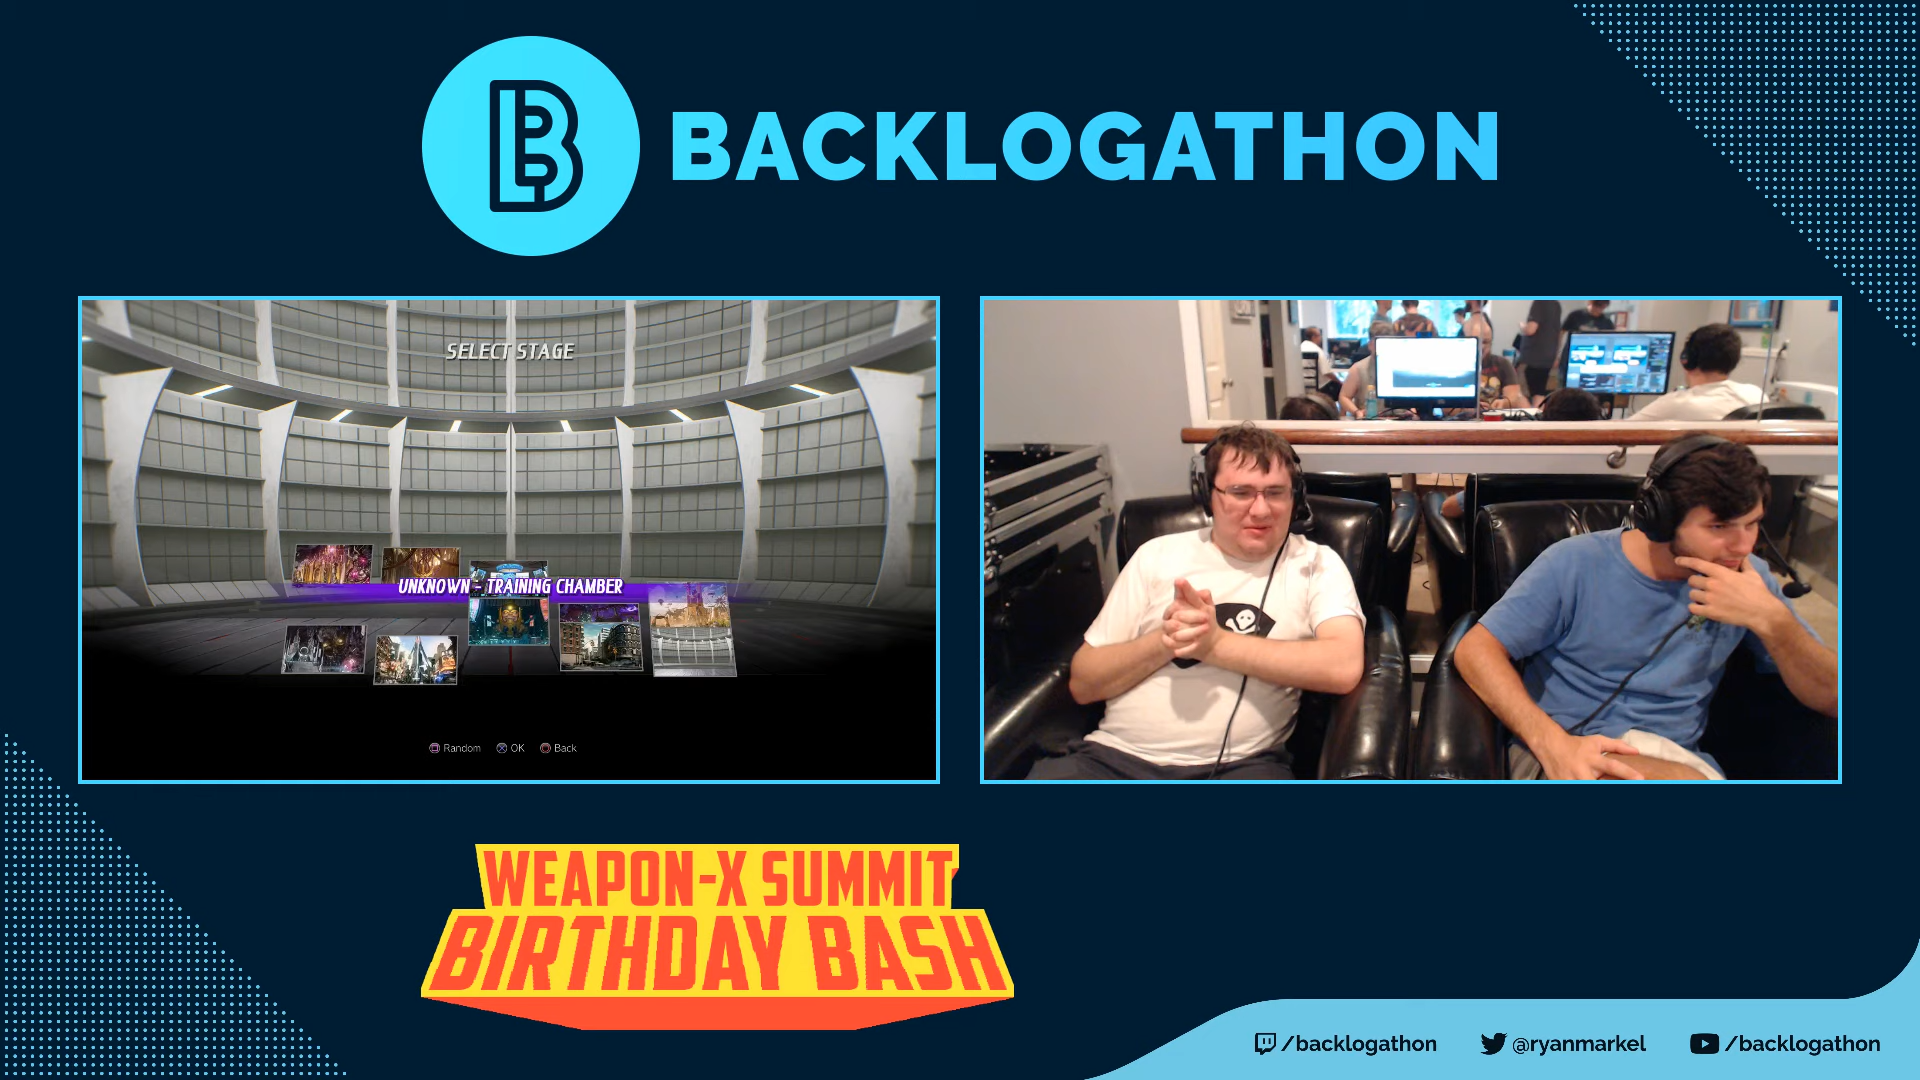 BACKLOGATHON
SELECT STAGE
UNKNOWN - TRAINING CHAMBER
Random OK Back
WEAPON-X SUMMIT
BIRTHDAY BASH
/backlogathon @ryanmarkel /backlogathon